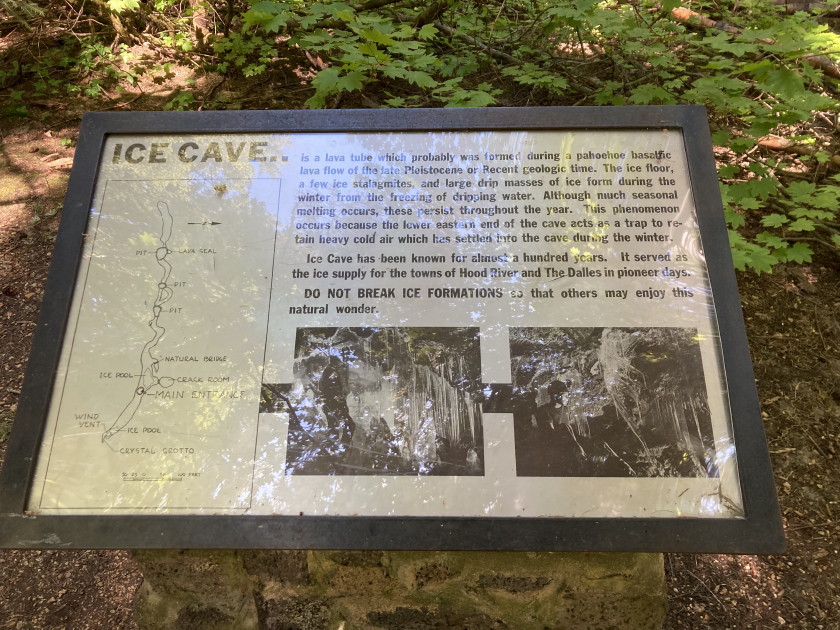 ICE CAVE..
is a lava tube which probably was formed during a pahoehoe basaltic
lava flow of the late Pleistocene or Recent geologic time. The ice floor,
a few ice stalagmites, and large drip masses of ice form during the
winter from the freezing of dripping water. Although much seasonal
melting occurs, these persist throughout the year. This phenomenon
occurs because the lower eastern end of the cave acts as a trap to re-
tain heavy cold air which has settled into the cave during the winter.
Ice Cave has been known for almost a hundred years. It served as
the ice supply for the towns of Hood River and The Dalles in pioneer days.
DO NOT BREAK ICE FORMATIONS so that others may enjoy this
natural wonder.
PIT
LAVA SEAL
PIT
PIT
NATURAL BRIDGE
ICE POOL
CRACK ROOM
MAIN ENTRANCE
WIND
VENT
ICE POOL
CRYSTAL GROTTO
FEET